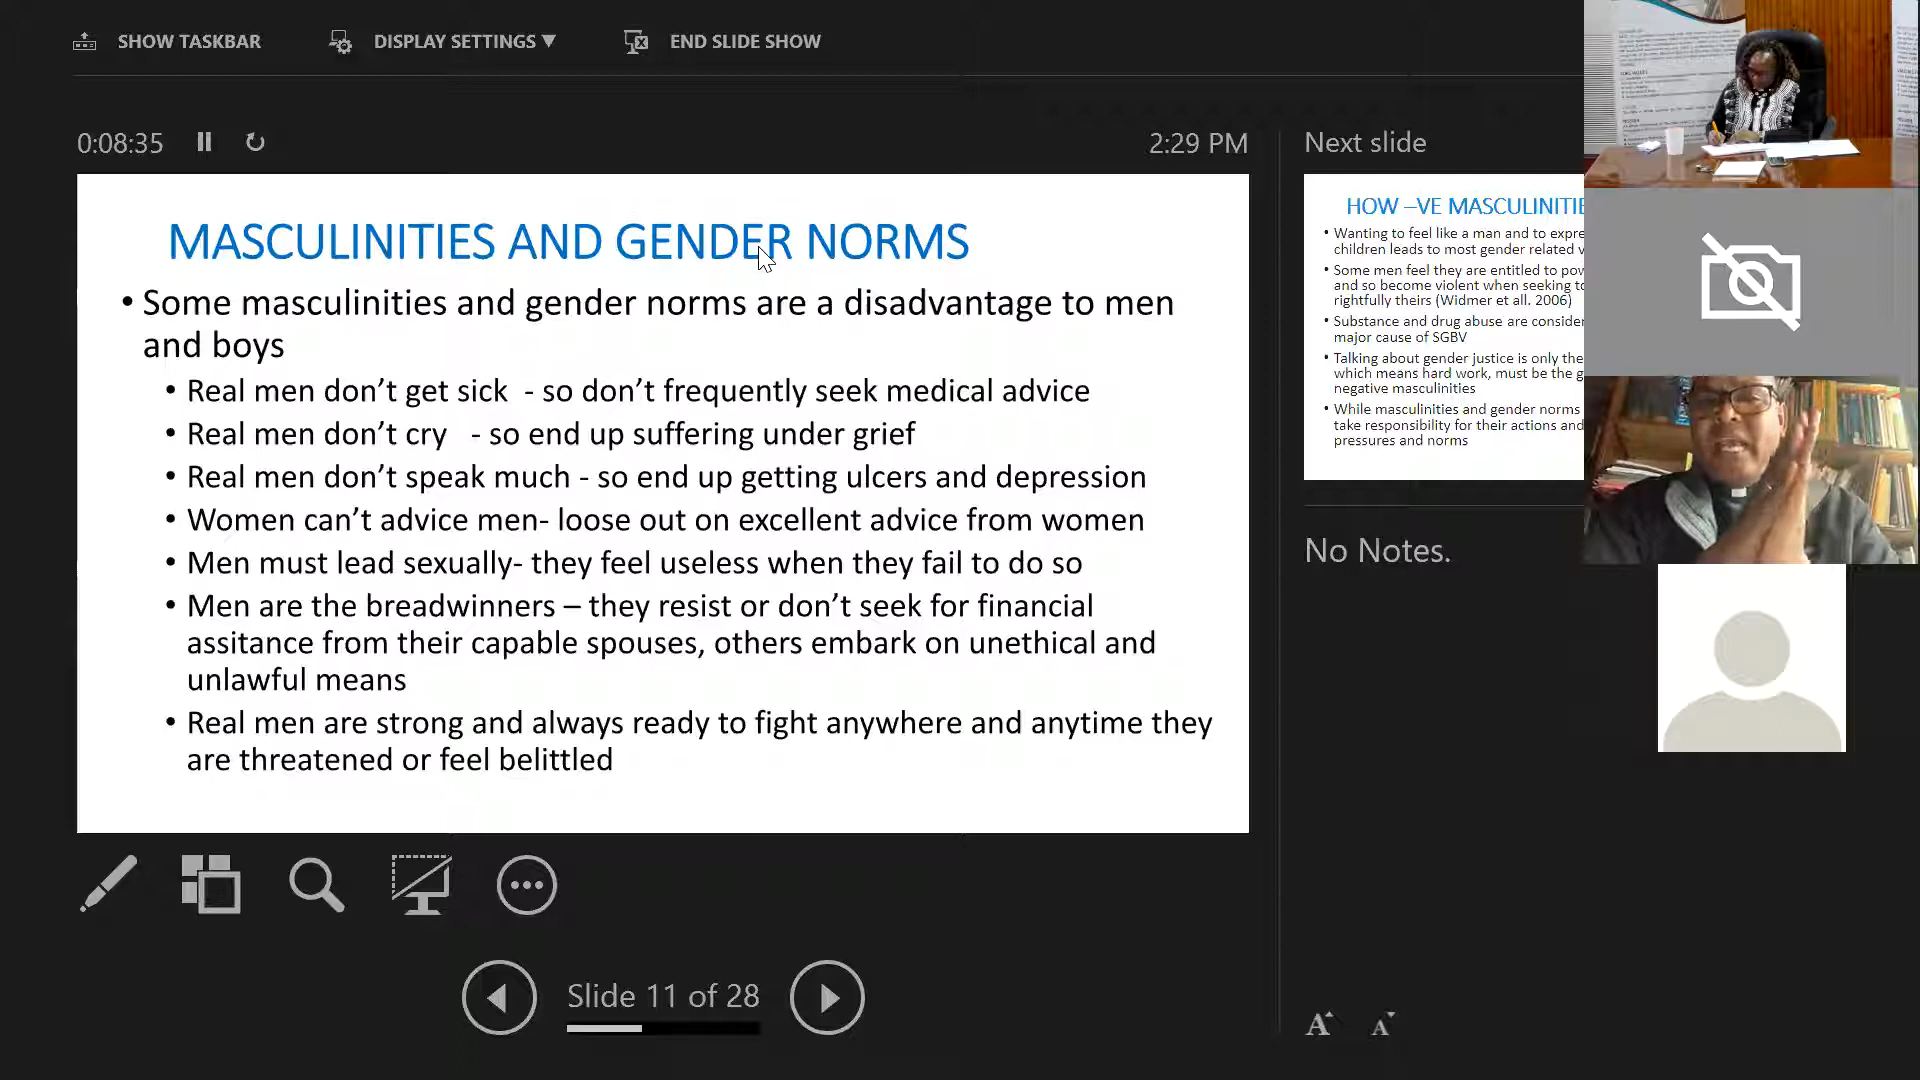 SHOW TASKBAR
DISPLAY SETTINGS ▼
END SLIDE SHOW
0:08:35
2:29 PM
MASCULINITIES AND GENDER NORMS
• Some masculinities and gender norms are a disadvantage to men
and boys
• Real men don’t get sick - so don’t frequently seek medical advice
• Real men don’t cry - so end up suffering under grief
• Real men don’t speak much - so end up getting ulcers and depression
• Women can’t advice men- loose out on excellent advice from women
• Men must lead sexually- they feel useless when they fail to do so
• Men are the breadwinners – they resist or don’t seek for financial
assitance from their capable spouses, others embark on unethical and
unlawful means
• Real men are strong and always ready to fight anywhere and anytime they
are threatened or feel belittled
Slide 11 of 28
Next slide
HOW –VE MASCULINITIE
• Wanting to feel like a man and to expre
children leads to most gender related v
• Some men feel they are entitled to pow
and so become violent when seeking to
rightfully theirs (Widmer et all. 2006)
• Substance and drug abuse are consider
major cause of SGBV
• Talking about gender justice is only the
which means hard work, must be the g
negative masculinities
• While masculinities and gender norms
take responsibility for their actions and
pressures and norms
No Notes.
A A